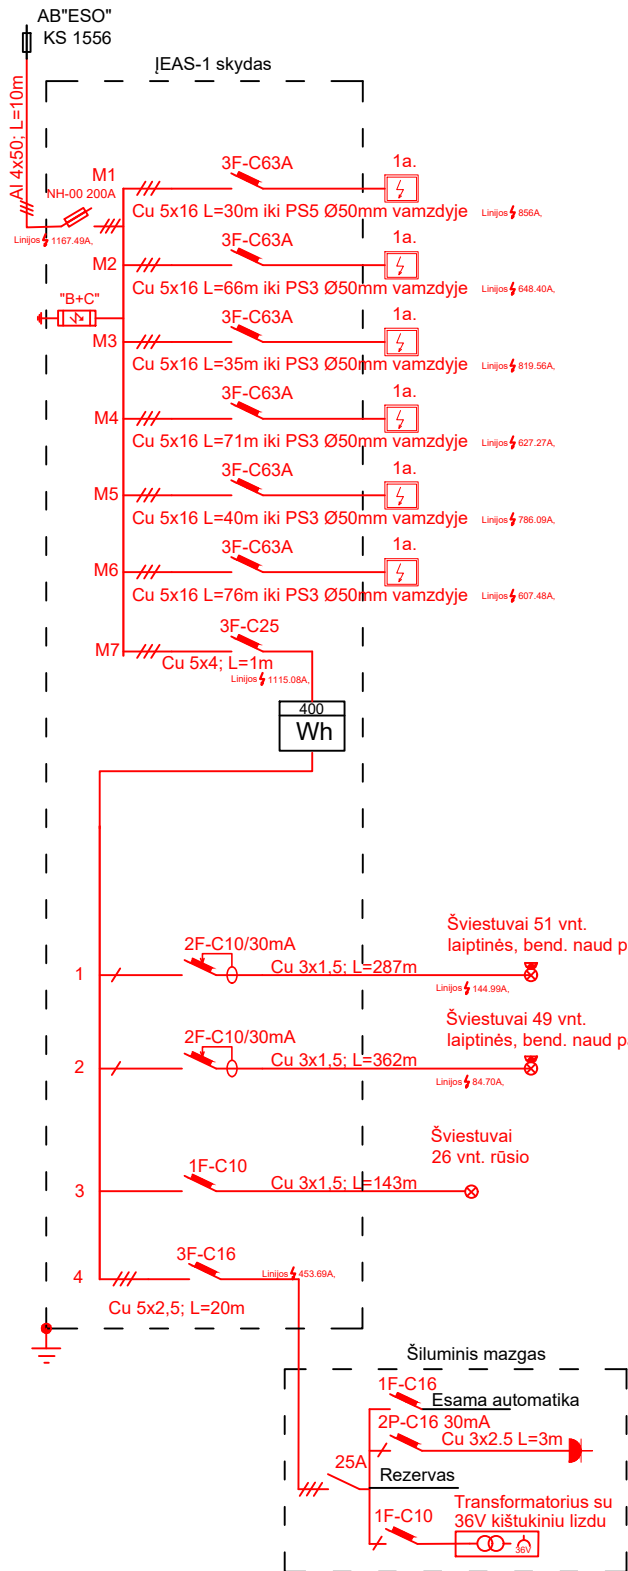 AB"ESO"
KS 1556
ĮEAS-1 skydas
Al 4x50; L=10m
NH-00 200A
Linijos 1167.49A,
"B+C"
M1
3F-C63A
1a.
Cu 5x16 L=30m iki PS5 Ø50mm vamzdyje
Linijos 856A,
M2
3F-C63A
1a.
Cu 5x16 L=66m iki PS3 Ø50mm vamzdyje
Linijos 648.40A,
M3
3F-C63A
1a.
Cu 5x16 L=35m iki PS3 Ø50mm vamzdyje
Linijos 819.56A,
M4
3F-C63A
1a.
Cu 5x16 L=71m iki PS3 Ø50mm vamzdyje
Linijos 627.27A,
M5
3F-C63A
1a.
Cu 5x16 L=40m iki PS3 Ø50mm vamzdyje
Linijos 786.09A,
M6
3F-C63A
1a.
Cu 5x16 L=76m iki PS3 Ø50mm vamzdyje
Linijos 607.48A,
M7
3F-C25
Cu 5x4; L=1m
Linijos 1115.08A,
400
Wh
Šviestuvai 51 vnt.
laiptinės, bend. naud p
1
2F-C10/30mA
Cu 3x1,5; L=287m
Linijos 144.99A,
Šviestuvai 49 vnt.
laiptinės, bend. naud p
2
2F-C10/30mA
Cu 3x1,5; L=362m
Linijos 84.70A,
Šviestuvai
26 vnt. rūsio
3
1F-C10
Cu 3x1,5; L=143m
4
3F-C16
Linijos 453.69A,
Cu 5x2,5; L=20m
Šiluminis mazgas
1F-C16
Esama automatika
2P-C16 30mA
Cu 3x2.5 L=3m
25A
Rezervas
1F-C10
Transformatorius su
36V kištukiniu lizdu
36V